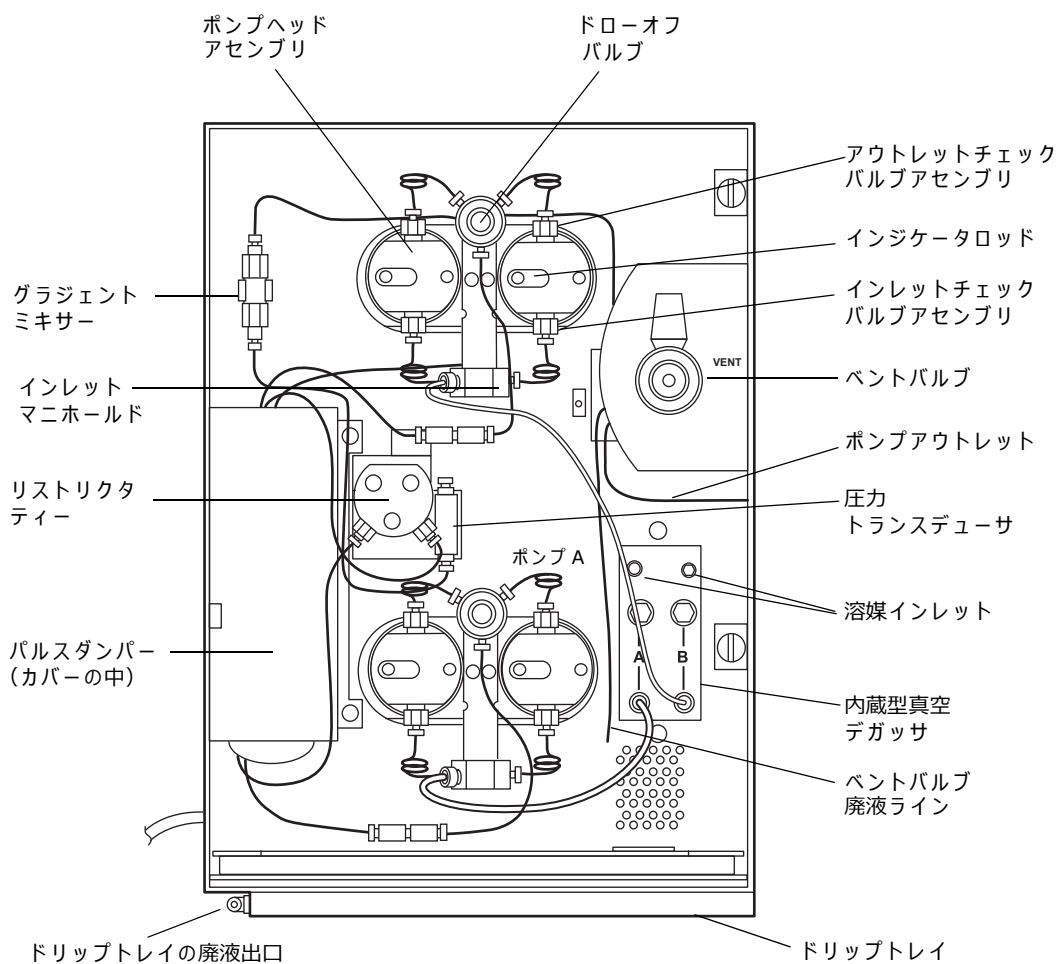 ポンプヘッド
アセンブリ
ドローオフ
バルブ
アウトレットチェック
バルブアセンブリ
インジケータロッド
グラジェント
ミキサー
インレットチェック
バルブアセンブリ
VENT
ベントバルブ
インレット
マニホールド
ポンプアウトレット
リストリクタ
ティー
圧力
トランスデューサ
ポンプ A
溶媒インレット
A
B
パルスダンパー
(カバーの中)
内蔵型真空
デガッサ
ベントバルブ
廃液ライン
ドリップトレイの廃液出口
ドリップトレイ